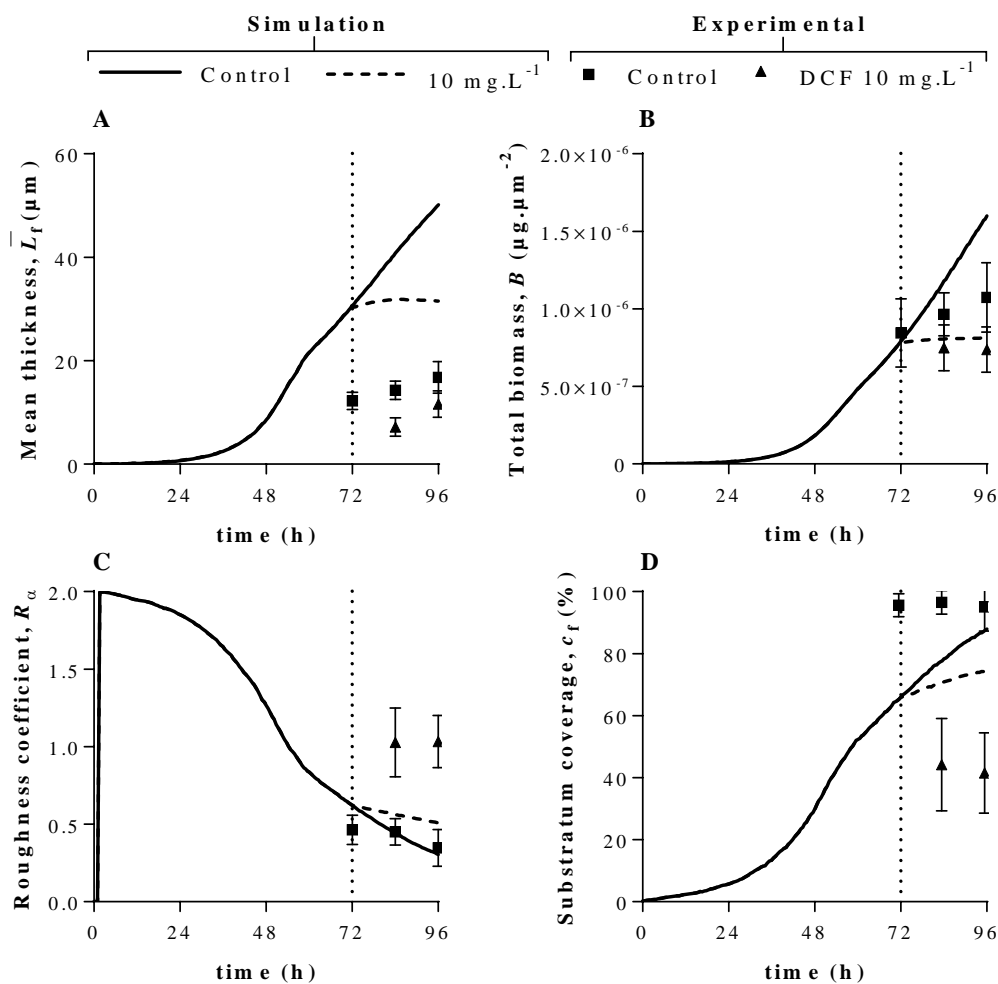 Simulation Experimental
Control 10 mg.L-1 Control DCF 10 mg.L-1
A
Mean thickness, L̅f (μm)
60
40
20
0
0 24 48 72 96
time (h)
B
Total biomass, B (μg.μm-2)
2.0×10-6
1.5×10-6
1.0×10-6
5.0×10-7
0
0 24 48 72 96
time (h)
C
Roughness coefficient, Rα
2.0
1.5
1.0
0.5
0.0
0 24 48 72 96
time (h)
D
Substratum coverage, cf (%)
100
80
60
40
20
0
0 24 48 72 96
time (h)